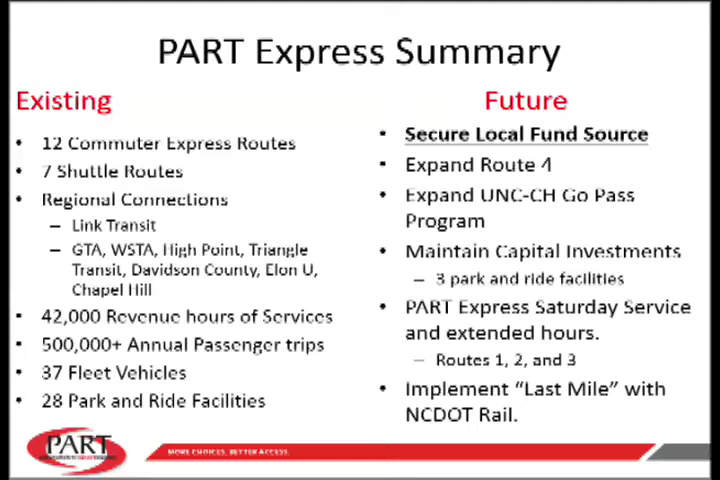 PART Express Summary
Existing
12 Commuter Express Routes
7 Shuttle Routes
Regional Connections
– Link Transit
– GTA, WSTA, High Point, Triangle
Transit, Davidson County, Elon U,
Chapel Hill
42,000 Revenue hours of Services
500,000+ Annual Passenger trips
37 Fleet Vehicles
28 Park and Ride Facilities
Future
Secure Local Fund Source
Expand Route 4
Expand UNC-CH Go Pass
Program
Maintain Capital Investments
– 3 park and ride facilities
PART Express Saturday Service
and extended hours.
– Routes 1, 2, and 3
Implement “Last Mile” with
NCDOT Rail.
PART
MORE CHOICES. BETTER ACCESS.